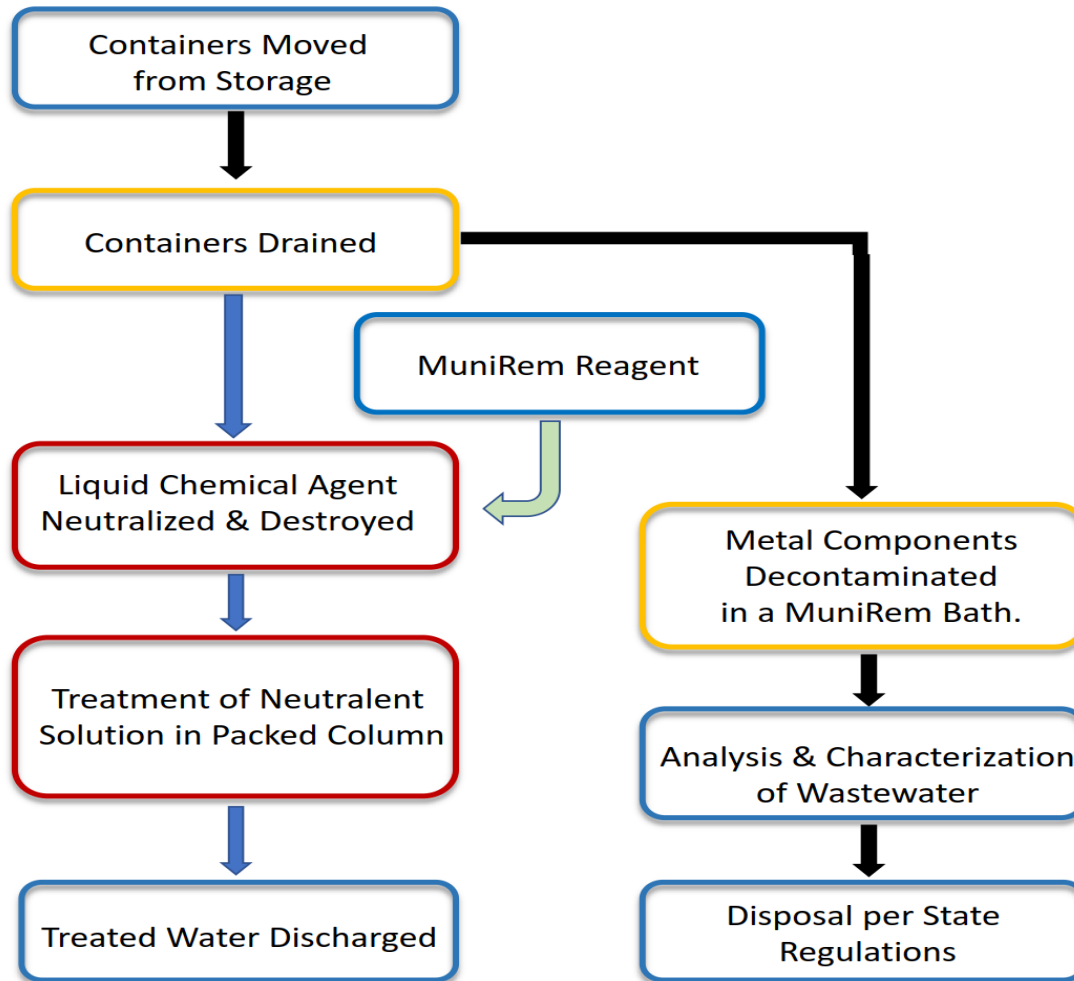 Containers Moved
from Storage
Containers Drained
MuniRem Reagent
Liquid Chemical Agent
Neutralized & Destroyed
Metal Components
Decontaminated
in a MuniRem Bath.
Treatment of Neutralent
Solution in Packed Column
Analysis & Characterization
of Wastewater
Treated Water Discharged
Disposal per State
Regulations